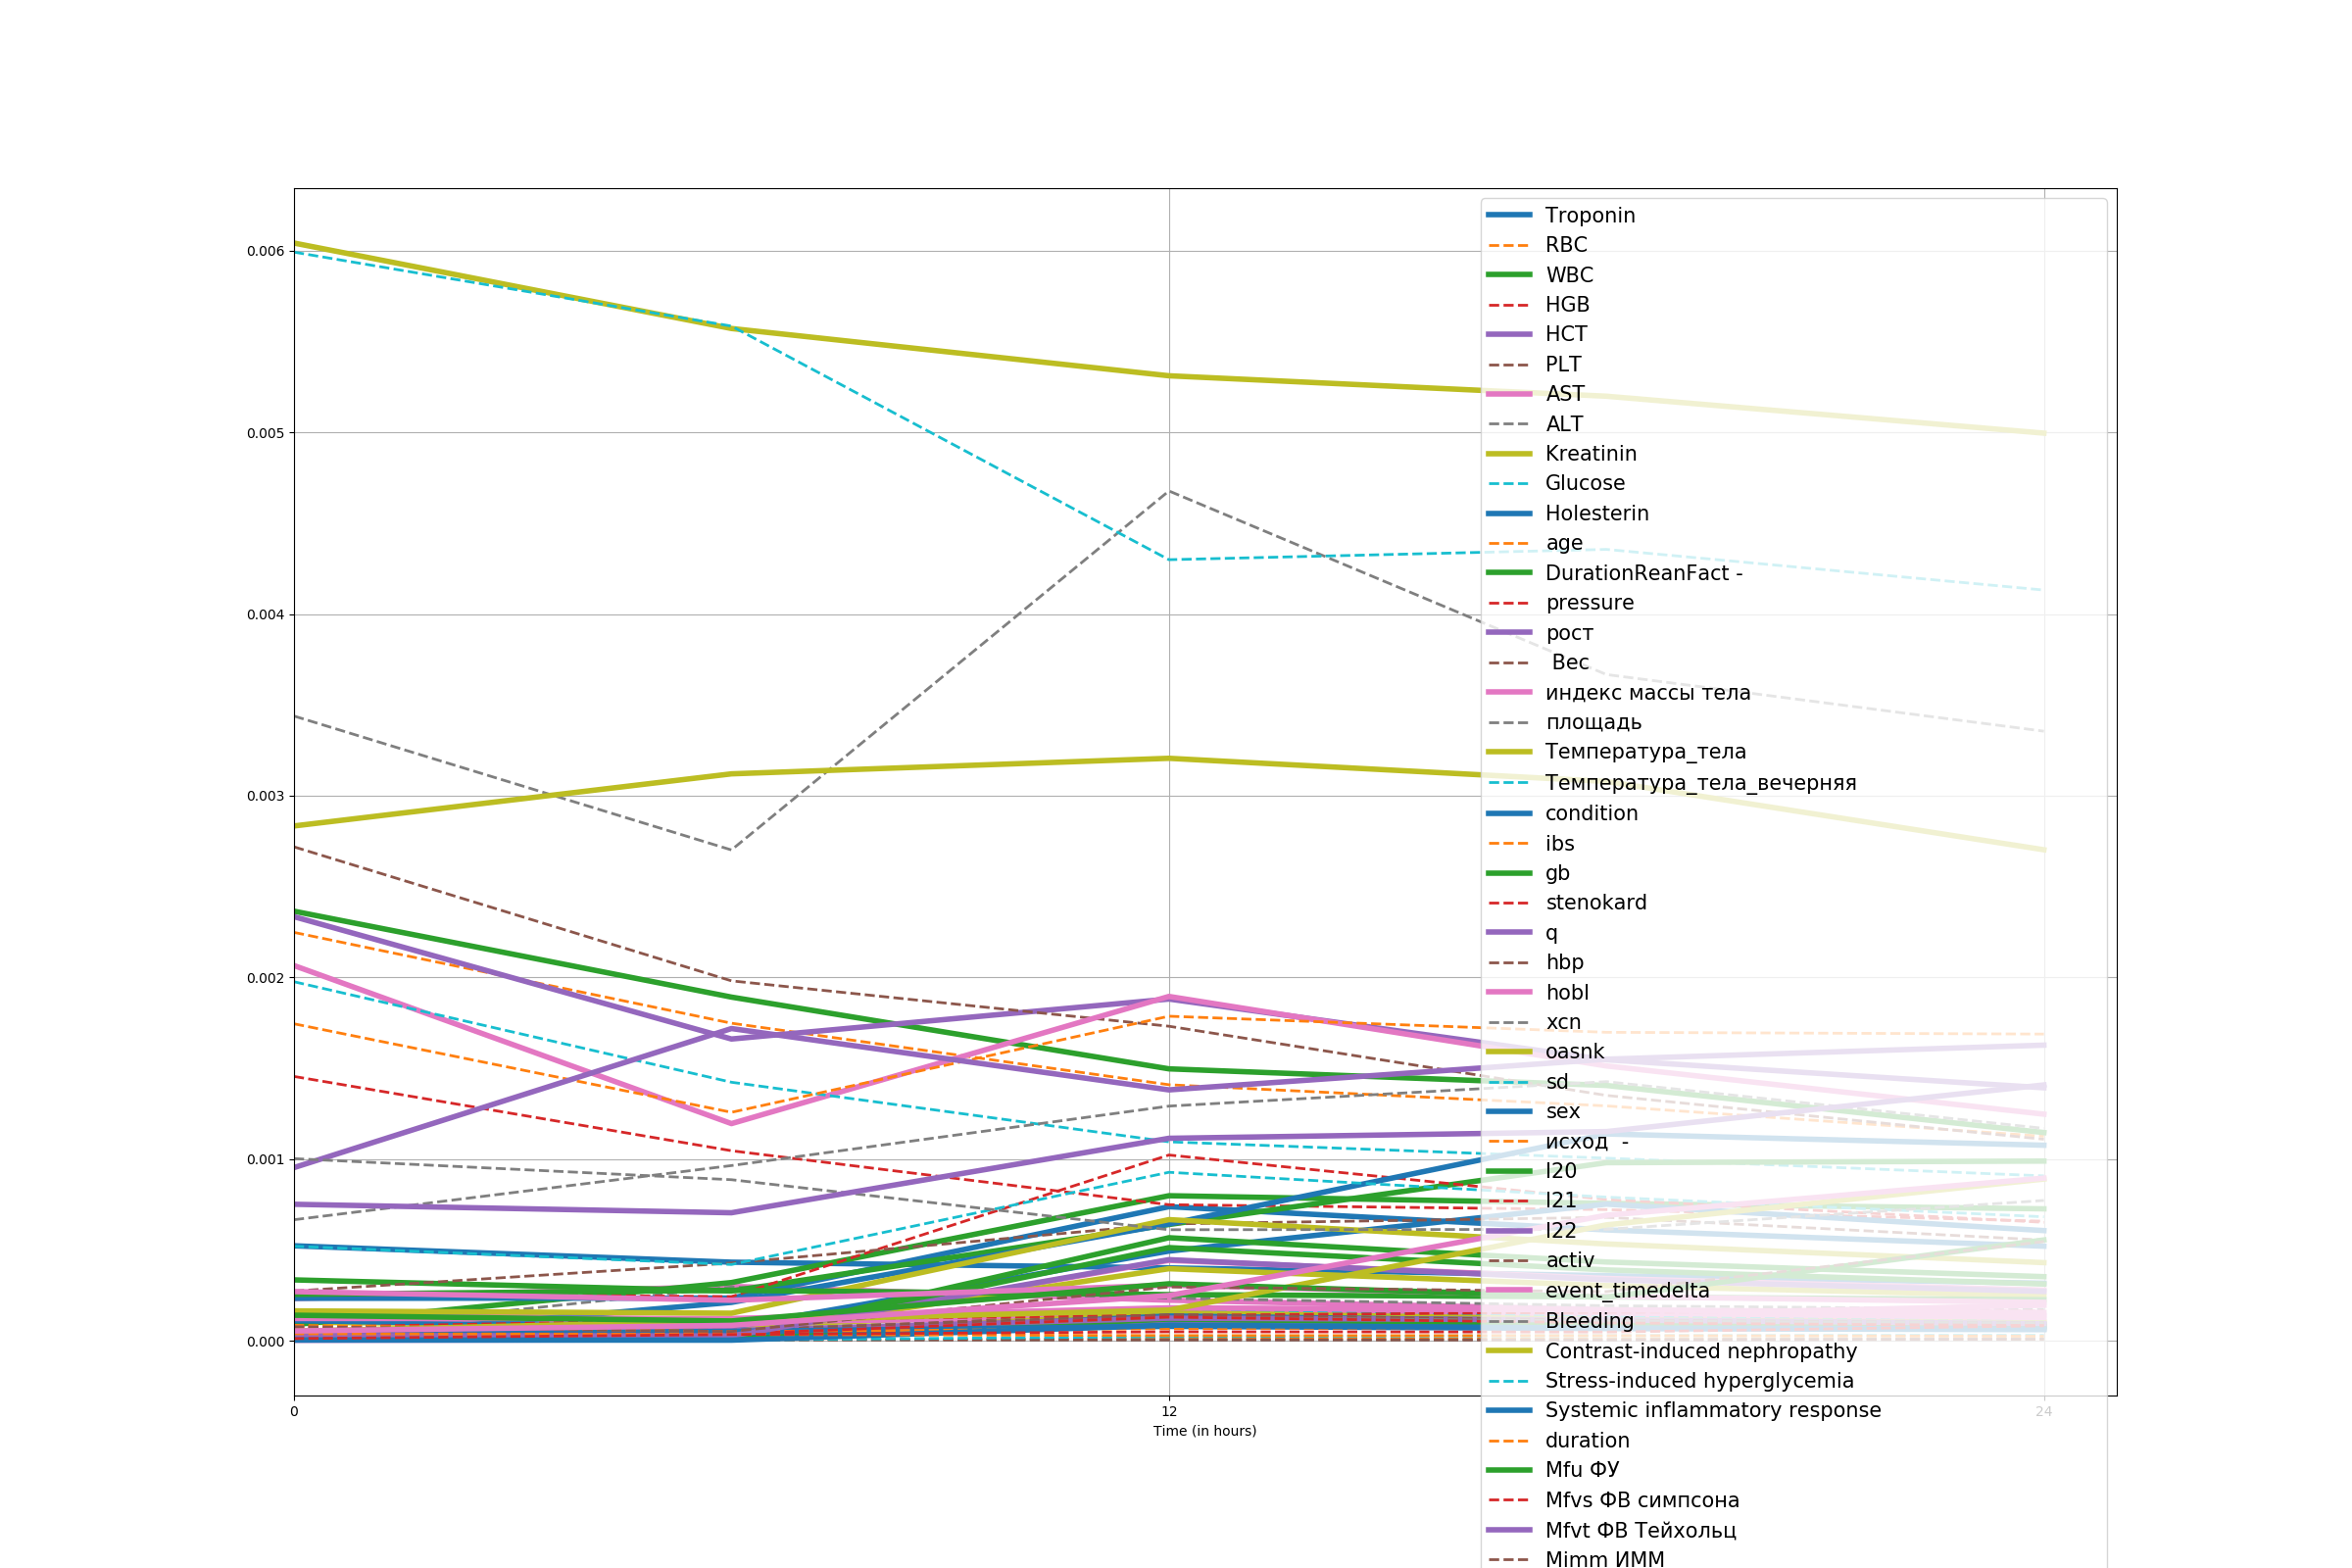 0.006
0.005
0.004
0.003
0.002
0.001
0.000
0
12
24
Time (in hours)
Troponin
RBC
WBC
HGB
HCT
PLT
AST
ALT
Kreatinin
Glucose
Holesterin
age
DurationReanFact -
pressure
рост
Вес
индекс массы тела
площадь
Температура_тела
Температура_тела_вечерняя
condition
ibs
gb
stenokard
q
hbp
hobl
xcn
oasnk
sd
sex
исход -
I20
I21
I22
activ
event_timedelta
Bleeding
Contrast-induced nephropathy
Stress-induced hyperglycemia
Systemic inflammatory response
duration
Mfu ФУ
Mfvs ФВ симпсона
Mfvt ФВ Тейхольц
Mimm ИММ